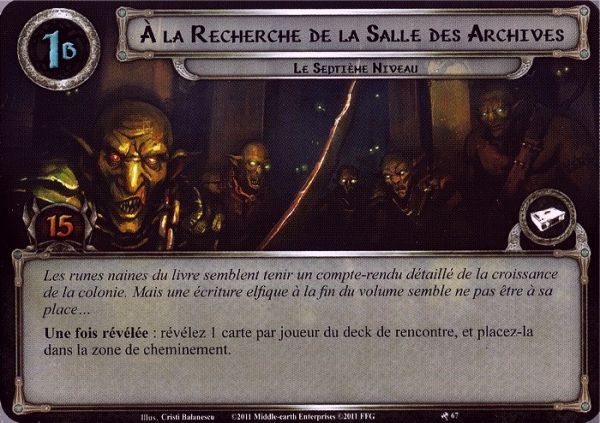 1B
À LA RECHERCHE DE LA SALLE DES ARCHIVES
LE SEPTIÈME NIVEAU
15
Les runes naines du livre semblent tenir un compte-rendu détaillé de la croissance
de la colonie. Mais une écriture elfique à la fin du volume semble ne pas être à sa
place…
Une fois révélée : révélez 1 carte par joueur du deck de rencontre, et placez-la
dans la zone de cheminement.
Illus. Cristi Balanescu ©2011 Middle-earth Enterprises ©2011 FFG 67